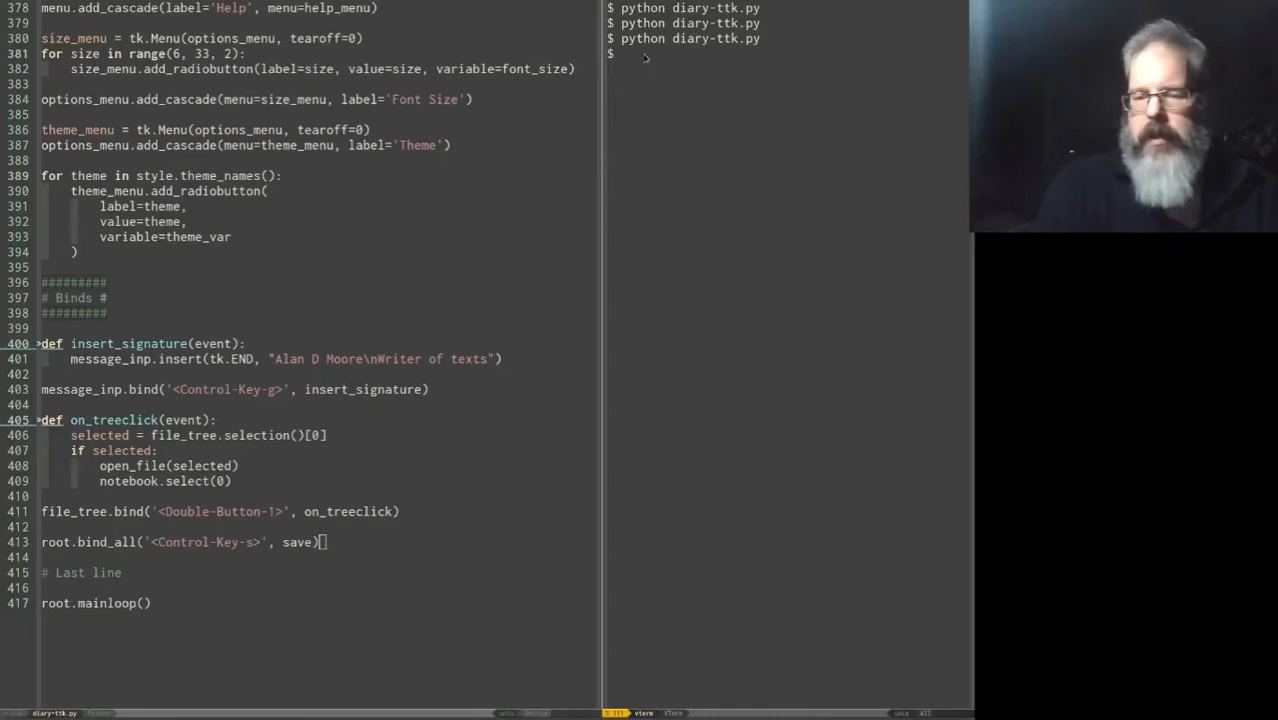 378 menu.add_cascade(label='Help', menu=help_menu)
379
380 size_menu = tk.Menu(options_menu, tearoff=0)
381 for size in range(6, 33, 2):
382     size_menu.add_radiobutton(label=size, value=size, variable=font_size)
383
384 options_menu.add_cascade(menu=size_menu, label='Font Size')
385
386 theme_menu = tk.Menu(options_menu, tearoff=0)
387 options_menu.add_cascade(menu=theme_menu, label='Theme')
388
389 for theme in style.theme_names():
390     theme_menu.add_radiobutton(
391         label=theme,
392         value=theme,
393         variable=theme_var
394     )
395
396 #########
397 # Binds #
398 #########
399
400 def insert_signature(event):
401     message_inp.insert(tk.END, "Alan D Moore\nWriter of texts")
402
403 message_inp.bind('<Control-Key-g>', insert_signature)
404
405 def on_treeclick(event):
406     selected = file_tree.selection()[0]
407     if selected:
408         open_file(selected)
409         notebook.select(0)
410
411 file_tree.bind('<Double-Button-1>', on_treeclick)
412
413 root.bind_all('<Control-Key-s>', save)
414
415 # Last line
416
417 root.mainloop()
diary-ttk.py Python unix Bottom
$ python diary-ttk.py
$ python diary-ttk.py
$ python diary-ttk.py
$
111 vterm VTerm unix All